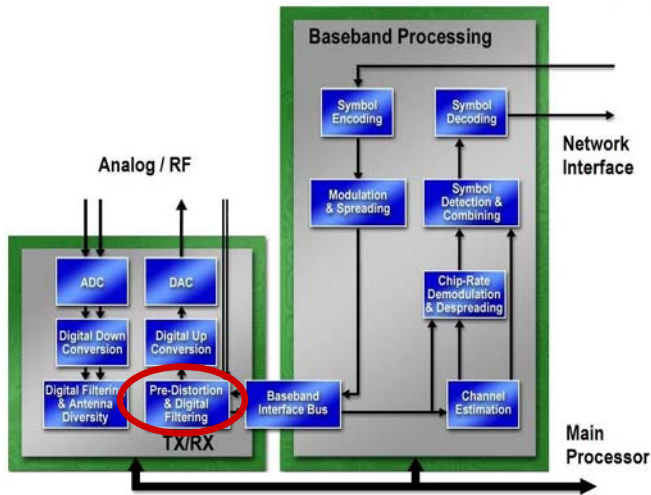 Baseband Processing
Symbol
Encoding
Symbol
Decoding
Network
Interface
Analog / RF
Modulation
& Spreading
Symbol
Detection &
Combining
ADC
DAC
Chip-Rate
Demodulation
& Despreading
Digital Down
Conversion
Digital Up
Conversion
Digital Filtering
& Antenna
Diversity
Pre-Distortion
& Digital
Filtering
Baseband
Interface Bus
Channel
Estimation
TX/RX
Main
Processor